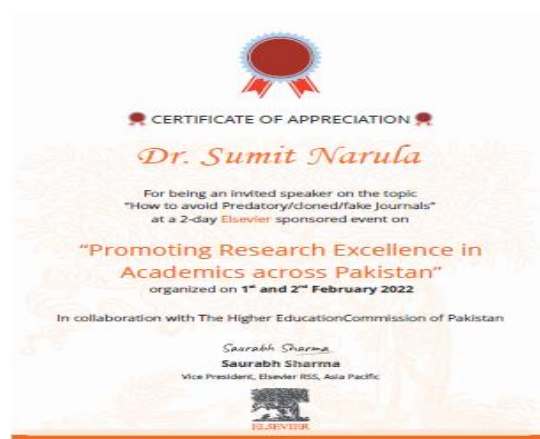 CERTIFICATE OF APPRECIATION
Dr. Sumit Narula
For being an invited speaker on the topic
"How to avoid Predatory/cloned/fake Journals"
at a 2-day Elsevier sponsored event on
"Promoting Research Excellence in
Academics across Pakistan"
organized on 1st and 2nd February 2022
In collaboration with The Higher EducationCommission of Pakistan
Saurabh Sharma
Saurabh Sharma
Vice President, Elsevier RSS, Asia Pacific
ELSEVIER